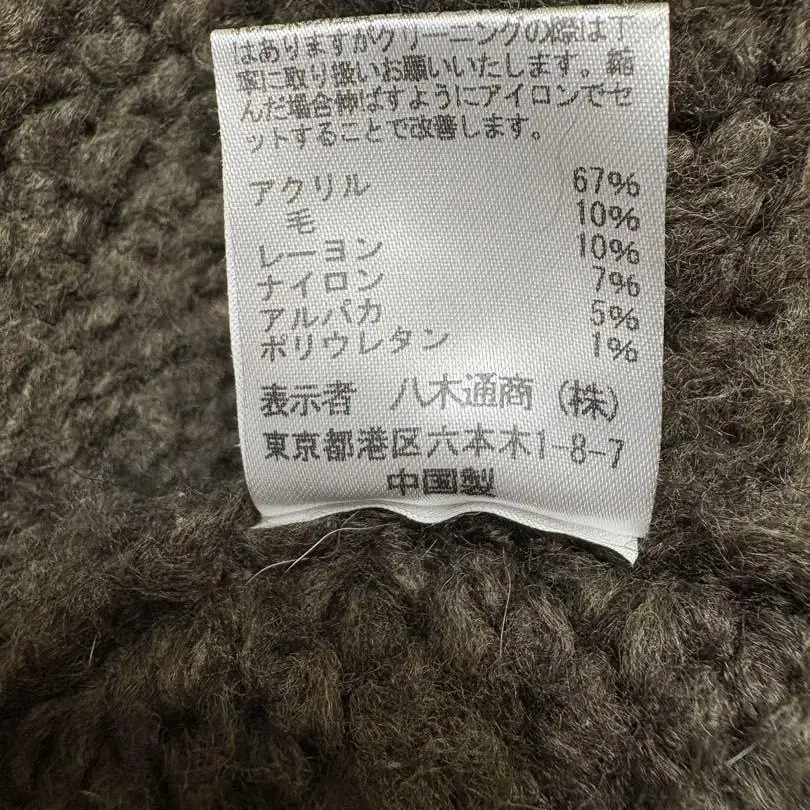 はありますがクリーニングの際は丁
寧に取り扱いお願いいたします。縮
んだ場合伸ばすようにアイロンでセ
ットすることで改善します。
アクリル 67%
毛 10%
レーヨン 10%
ナイロン 7%
アルパカ 5%
ポリウレタン 1%
表示者 八木通商(株)
東京都港区六本木1-8-7
中国製